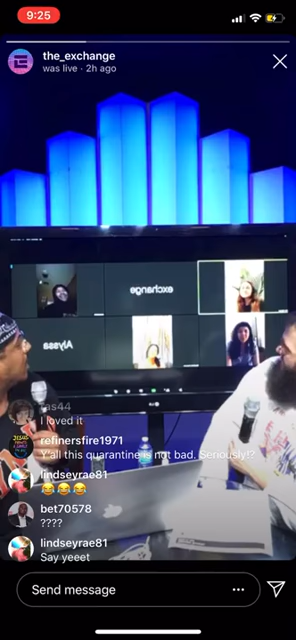 9:25
the_exchange
was live · 2h ago
exchange
Alyssa
as44
I loved it
refinersfire1971
Y'all this quarantine is not bad. Seriously!?
lindseyrae81
😂😂😂
bet70578
????
lindseyrae81
Say yeeet
Send message